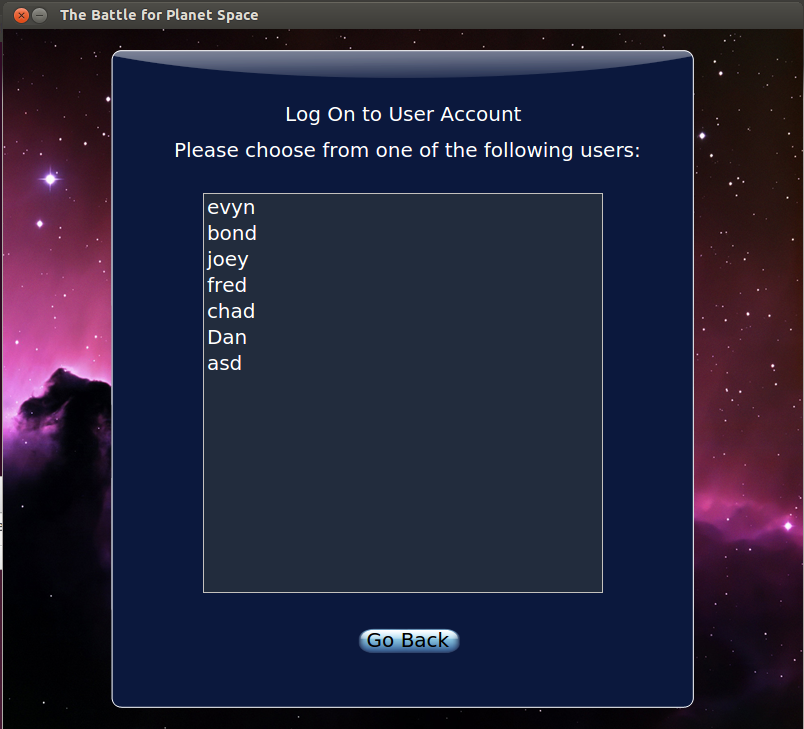 The Battle for Planet Space
Log On to User Account
Please choose from one of the following users:
evyn
bond
joey
fred
chad
Dan
asd
Go Back